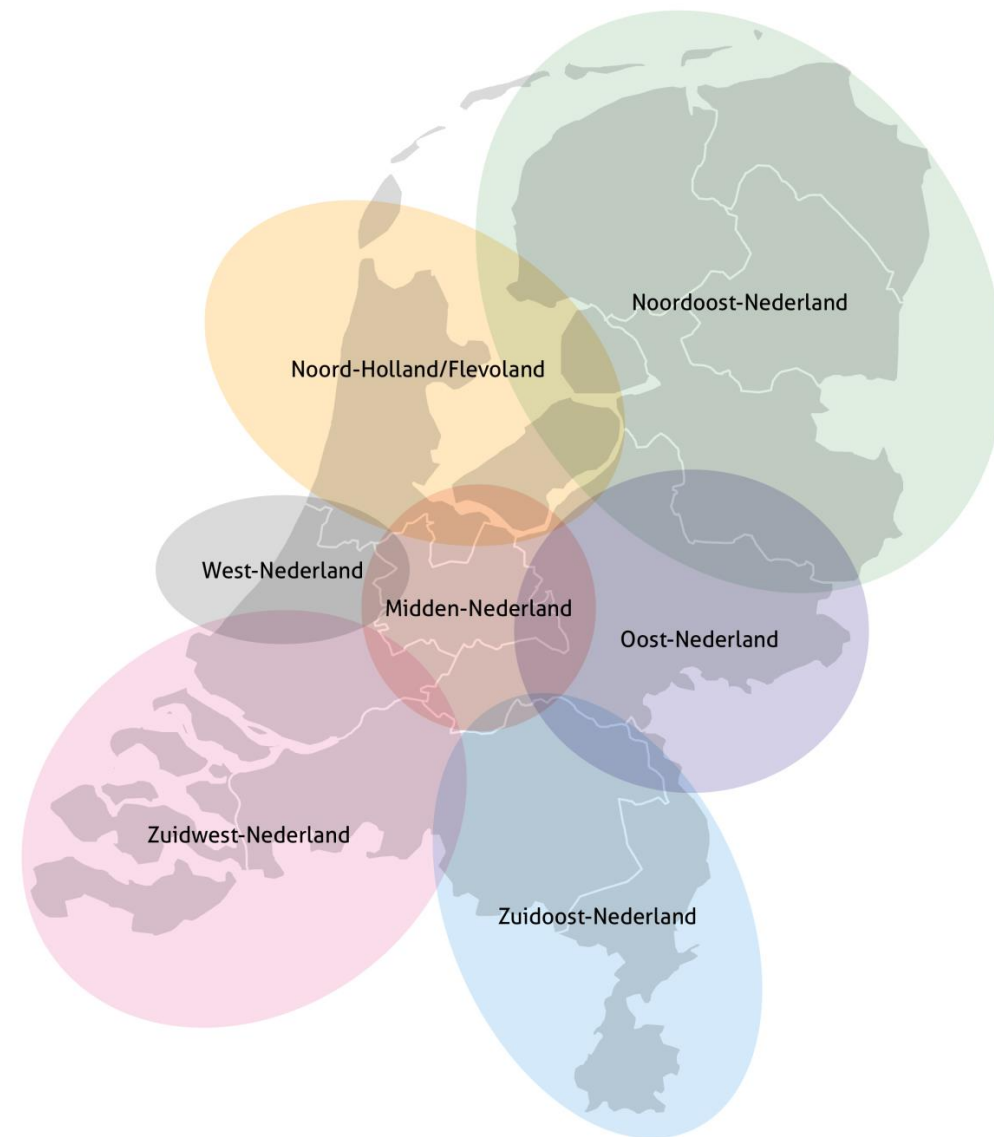 Noordoost-Nederland
Noord-Holland/Flevoland
West-Nederland
Midden-Nederland
Oost-Nederland
Zuidwest-Nederland
Zuidoost-Nederland